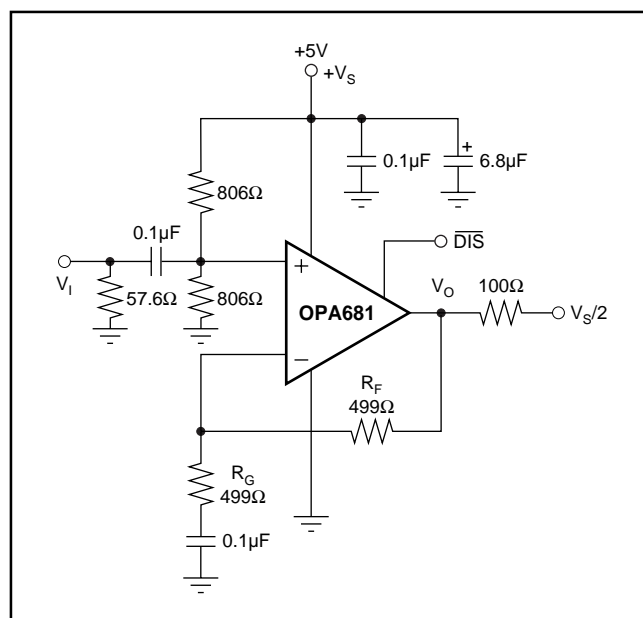 +5V
+V_S
0.1µF
+
6.8µF
806Ω
0.1µF
V_I
57.6Ω
806Ω
+
OPA681
−
D̅I̅S̅
V_O
100Ω
V_S/2
R_F
499Ω
R_G
499Ω
0.1µF